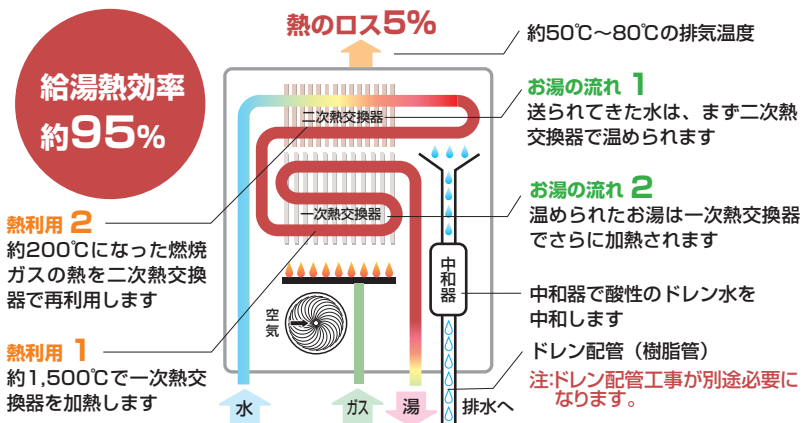 熱のロス5%
約50℃～80℃の排気温度
給湯熱効率
約95%
お湯の流れ 1
送られてきた水は、まず二次熱
交換器で温められます
二次熱交換器
お湯の流れ 2
温められたお湯は一次熱交換器
でさらに加熱されます
一次熱交換器
熱利用 2
約200℃になった燃焼
ガスの熱を二次熱交換
器で再利用します
中和器
中和器で酸性のドレン水を
中和します
空気
熱利用 1
約1,500℃で一次熱交
換器を加熱します
ドレン配管（樹脂管）
注:ドレン配管工事が別途必要に
なります。
水
ガス
湯
排水へ